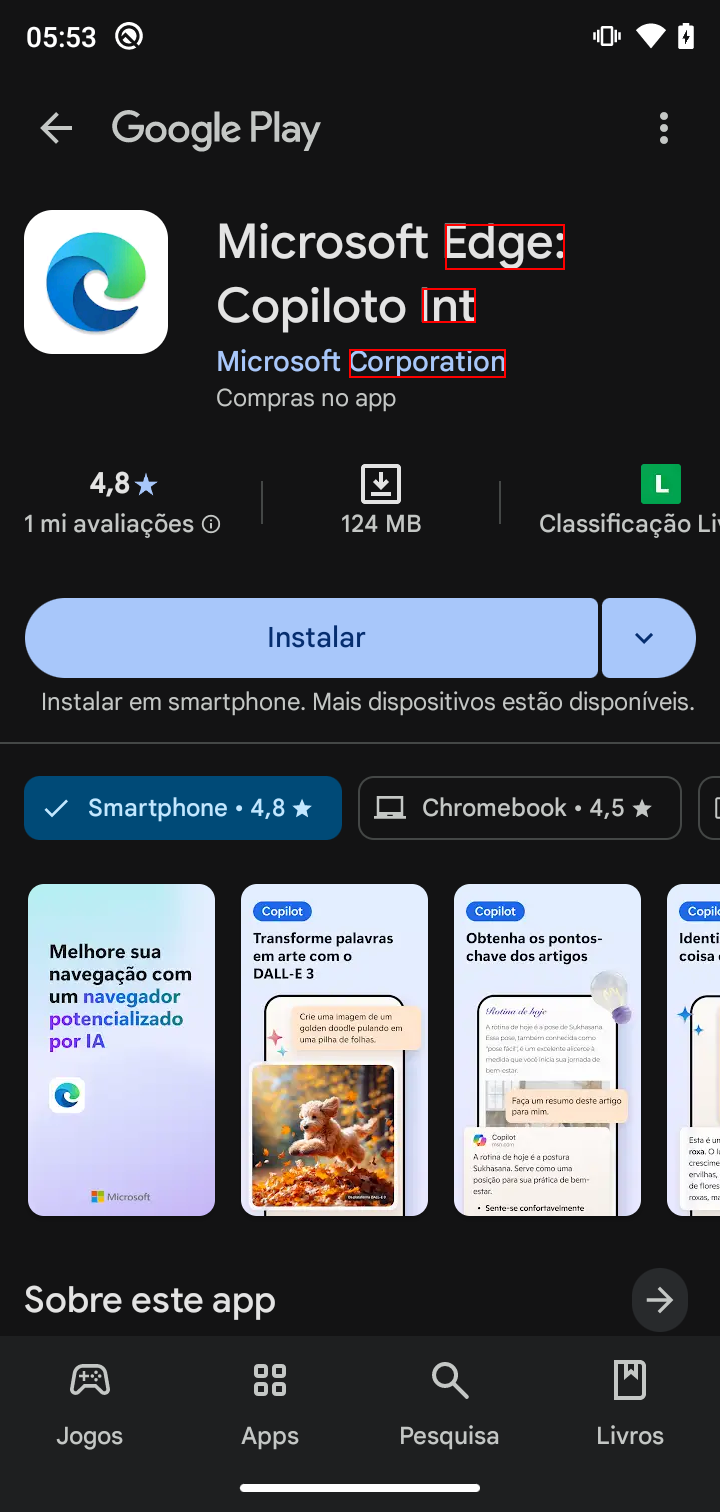 05:53
Google Play
Microsoft Edge:
Copiloto Int
Microsoft Corporation
Compras no app
4,8
1 mi avaliações
124 MB
L
Classificação Liv
Instalar
Instalar em smartphone. Mais dispositivos estão disponíveis.
Smartphone • 4,8
Chromebook • 4,5
Melhore sua
navegação com
um navegador
potencializado
por IA
Microsoft
Copilot
Transforme palavras
em arte com o
DALL-E 3
Crie uma imagem de um
golden doodle pulando em
uma pilha de folhas.
Copilot
Obtenha os pontos-
chave dos artigos
Rotina de hoje
A rotina de hoje é a pose de Sukhasana.
Essa pose, também conhecida como
"pose fácil", é um excelente alicerce à
medida que você inicia sua jornada de
bem-estar.
Faça um resumo deste artigo
para mim.
Copilot
A rotina de hoje é a postura
Sukhasana. Serve como uma
posição para sua prática de bem-
estar.
• Sente-se confortavelmente
Copil
Identi
coisa
Esta é un
roxa. O l
crescime
ervilhas,
de flores
roxas, ma
Sobre este app
Jogos
Apps
Pesquisa
Livros